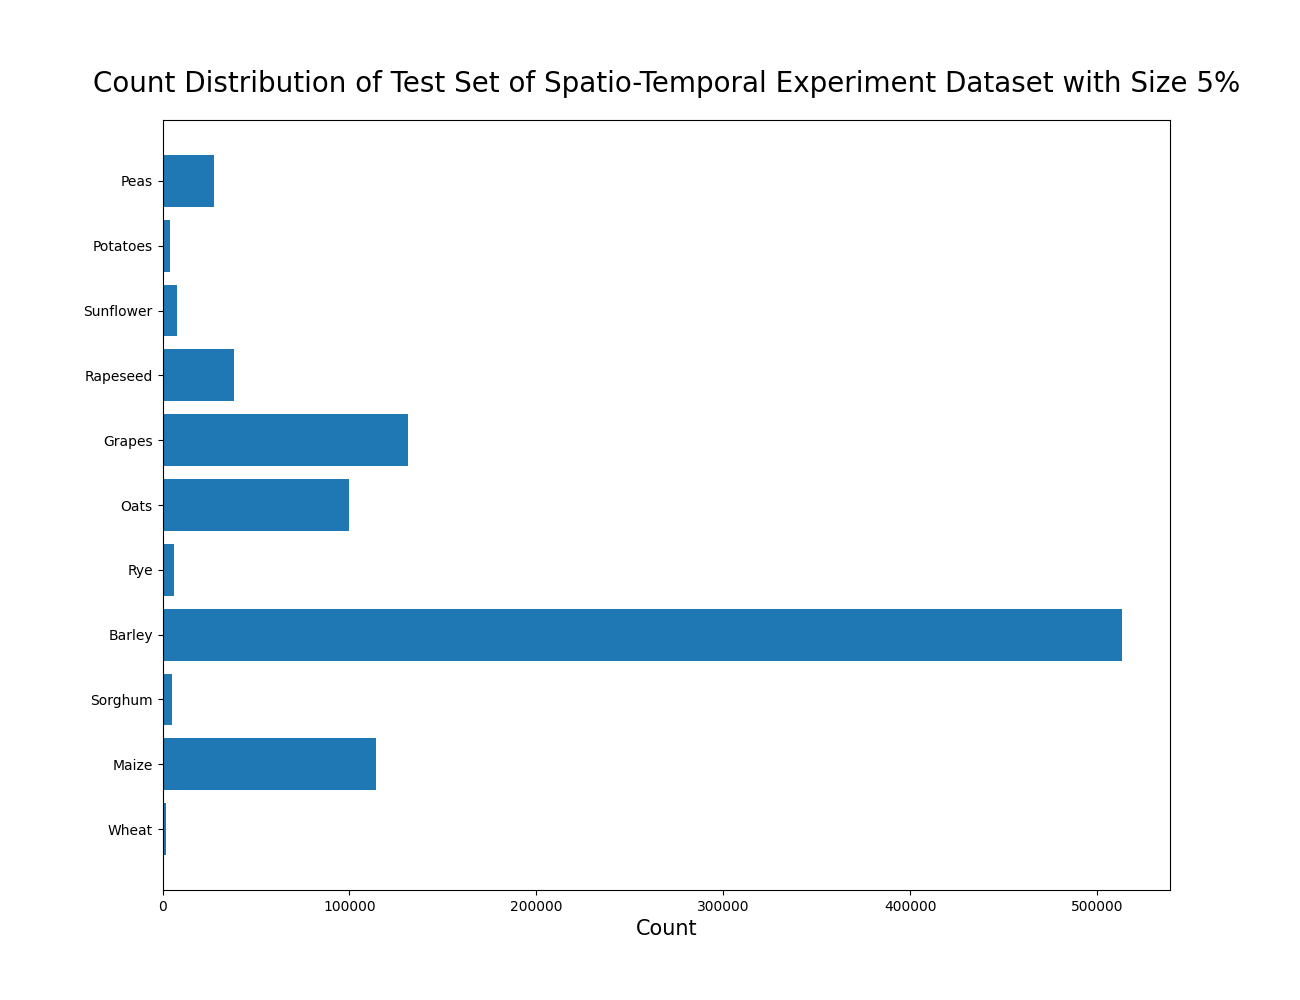 Count Distribution of Test Set of Spatio-Temporal Experiment Dataset with Size 5%
Peas
Potatoes
Sunflower
Rapeseed
Grapes
Oats
Rye
Barley
Sorghum
Maize
Wheat
0 100000 200000 300000 400000 500000
Count